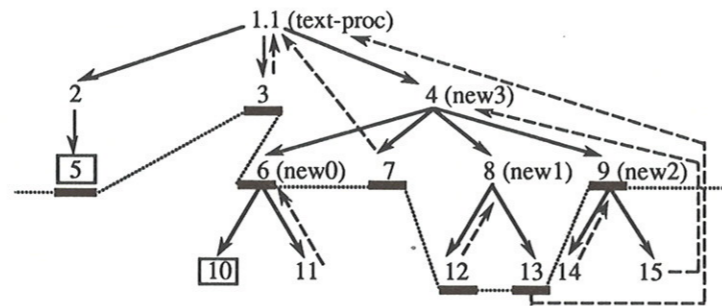 1.1 (text-proc)
2 3 4 (new3)
5 6 (new0) 7 8 (new1) 9 (new2)
10 11 12 13 14 15